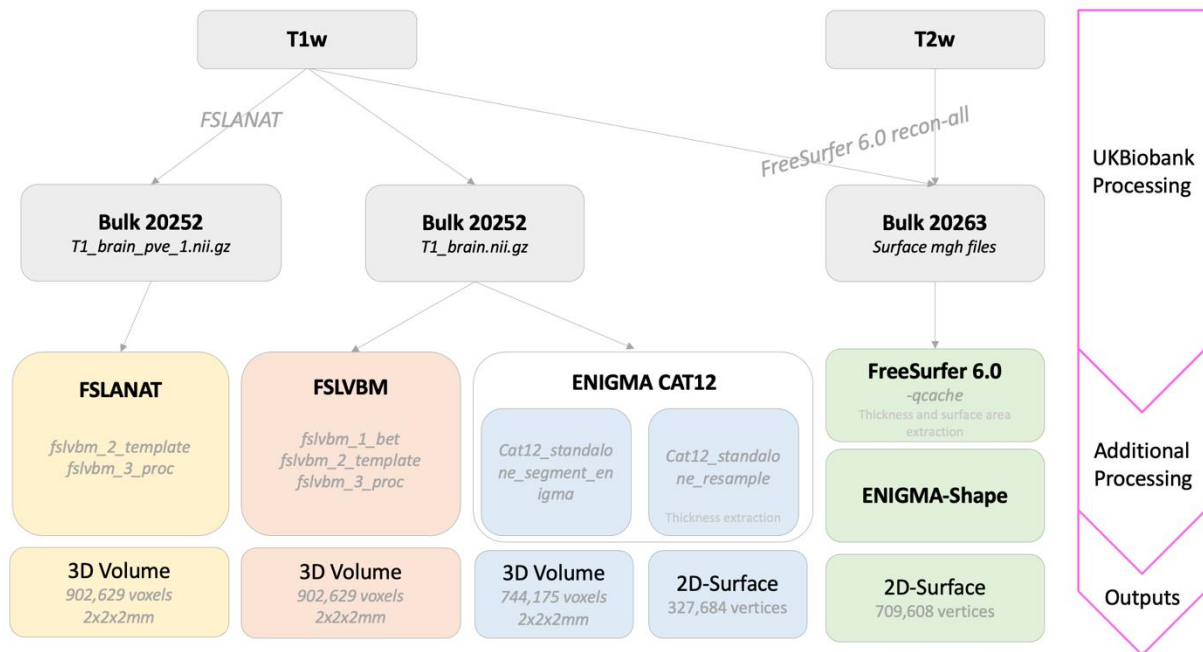 T1w
T2w
FSLANAT
FreeSurfer 6.0 recon-all
UKBiobank
Processing
Bulk 20252
T1_brain_pve_1.nii.gz
Bulk 20252
T1_brain.nii.gz
Bulk 20263
Surface mgh files
FSLANAT
fslvbm_2_template
fslvbm_3_proc
FSLVBM
fslvbm_1_bet
fslvbm_2_template
fslvbm_3_proc
ENIGMA CAT12
Cat12_standalo
ne_segment_en
igma
Cat12_standalo
ne_resample
Thickness extraction
FreeSurfer 6.0
-qcache
Thickness and surface area
extraction
ENIGMA-Shape
Additional
Processing
3D Volume
902,629 voxels
2x2x2mm
3D Volume
902,629 voxels
2x2x2mm
3D Volume
744,175 voxels
2x2x2mm
2D-Surface
327,684 vertices
2D-Surface
709,608 vertices
Outputs